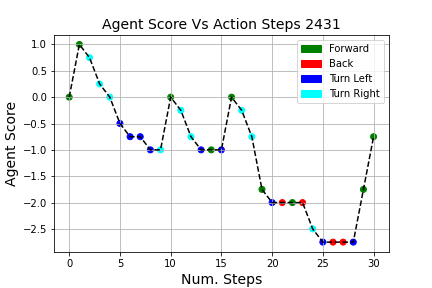 Agent Score Vs Action Steps 2431
Forward
Back
Turn Left
Turn Right
1.0
0.5
0.0
−0.5
−1.0
−1.5
−2.0
−2.5
Agent Score
0 5 10 15 20 25 30
Num. Steps